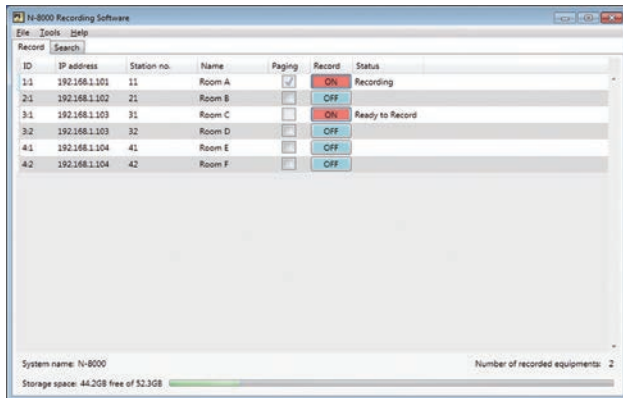 N-8000 Recording Software
File Tools Help
Record Search
ID IP address Station no. Name Paging Record Status
1:1 192.168.1.101 11 Room A ON Recording
2:1 192.168.1.102 21 Room B OFF
3:1 192.168.1.103 31 Room C ON Ready to Record
3:2 192.168.1.103 32 Room D OFF
4:1 192.168.1.104 41 Room E OFF
4:2 192.168.1.104 42 Room F OFF
System name: N-8000 Number of recorded equipments: 2
Storage space: 44.2GB free of 52.3GB